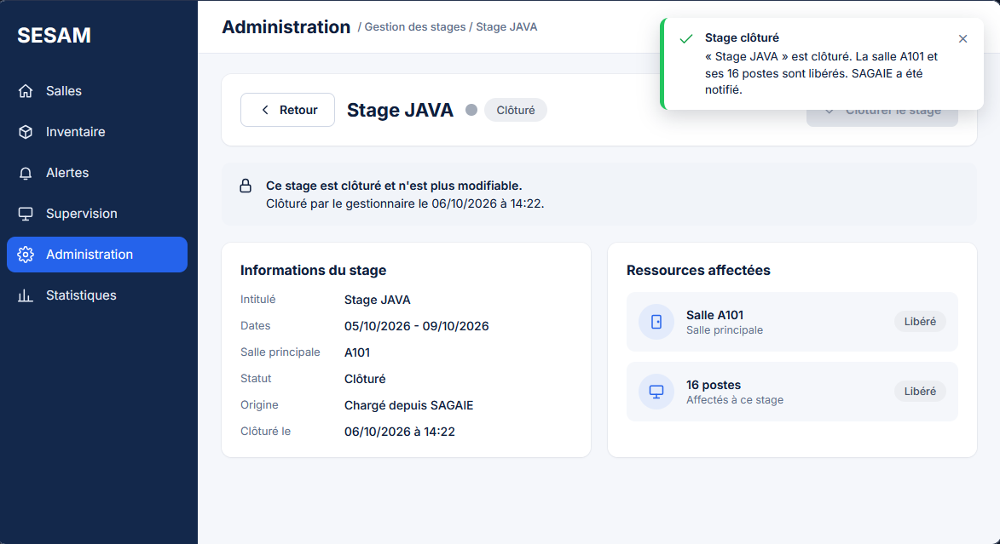 SESAM
Salles
Inventaire
Alertes
Supervision
Administration
Statistiques
Administration / Gestion des stages / Stage JAVA
Stage clôturé
« Stage JAVA » est clôturé. La salle A101 et
ses 16 postes sont libérés. SAGAIE a été
notifié.
Retour
Stage JAVA
Clôturé
Clôturer le stage
Ce stage est clôturé et n'est plus modifiable.
Clôturé par le gestionnaire le 06/10/2026 à 14:22.
Informations du stage
Intitulé Stage JAVA
Dates 05/10/2026 - 09/10/2026
Salle principale A101
Statut Clôturé
Origine Chargé depuis SAGAIE
Clôturé le 06/10/2026 à 14:22
Ressources affectées
Salle A101
Salle principale
Libéré
16 postes
Affectés à ce stage
Libéré